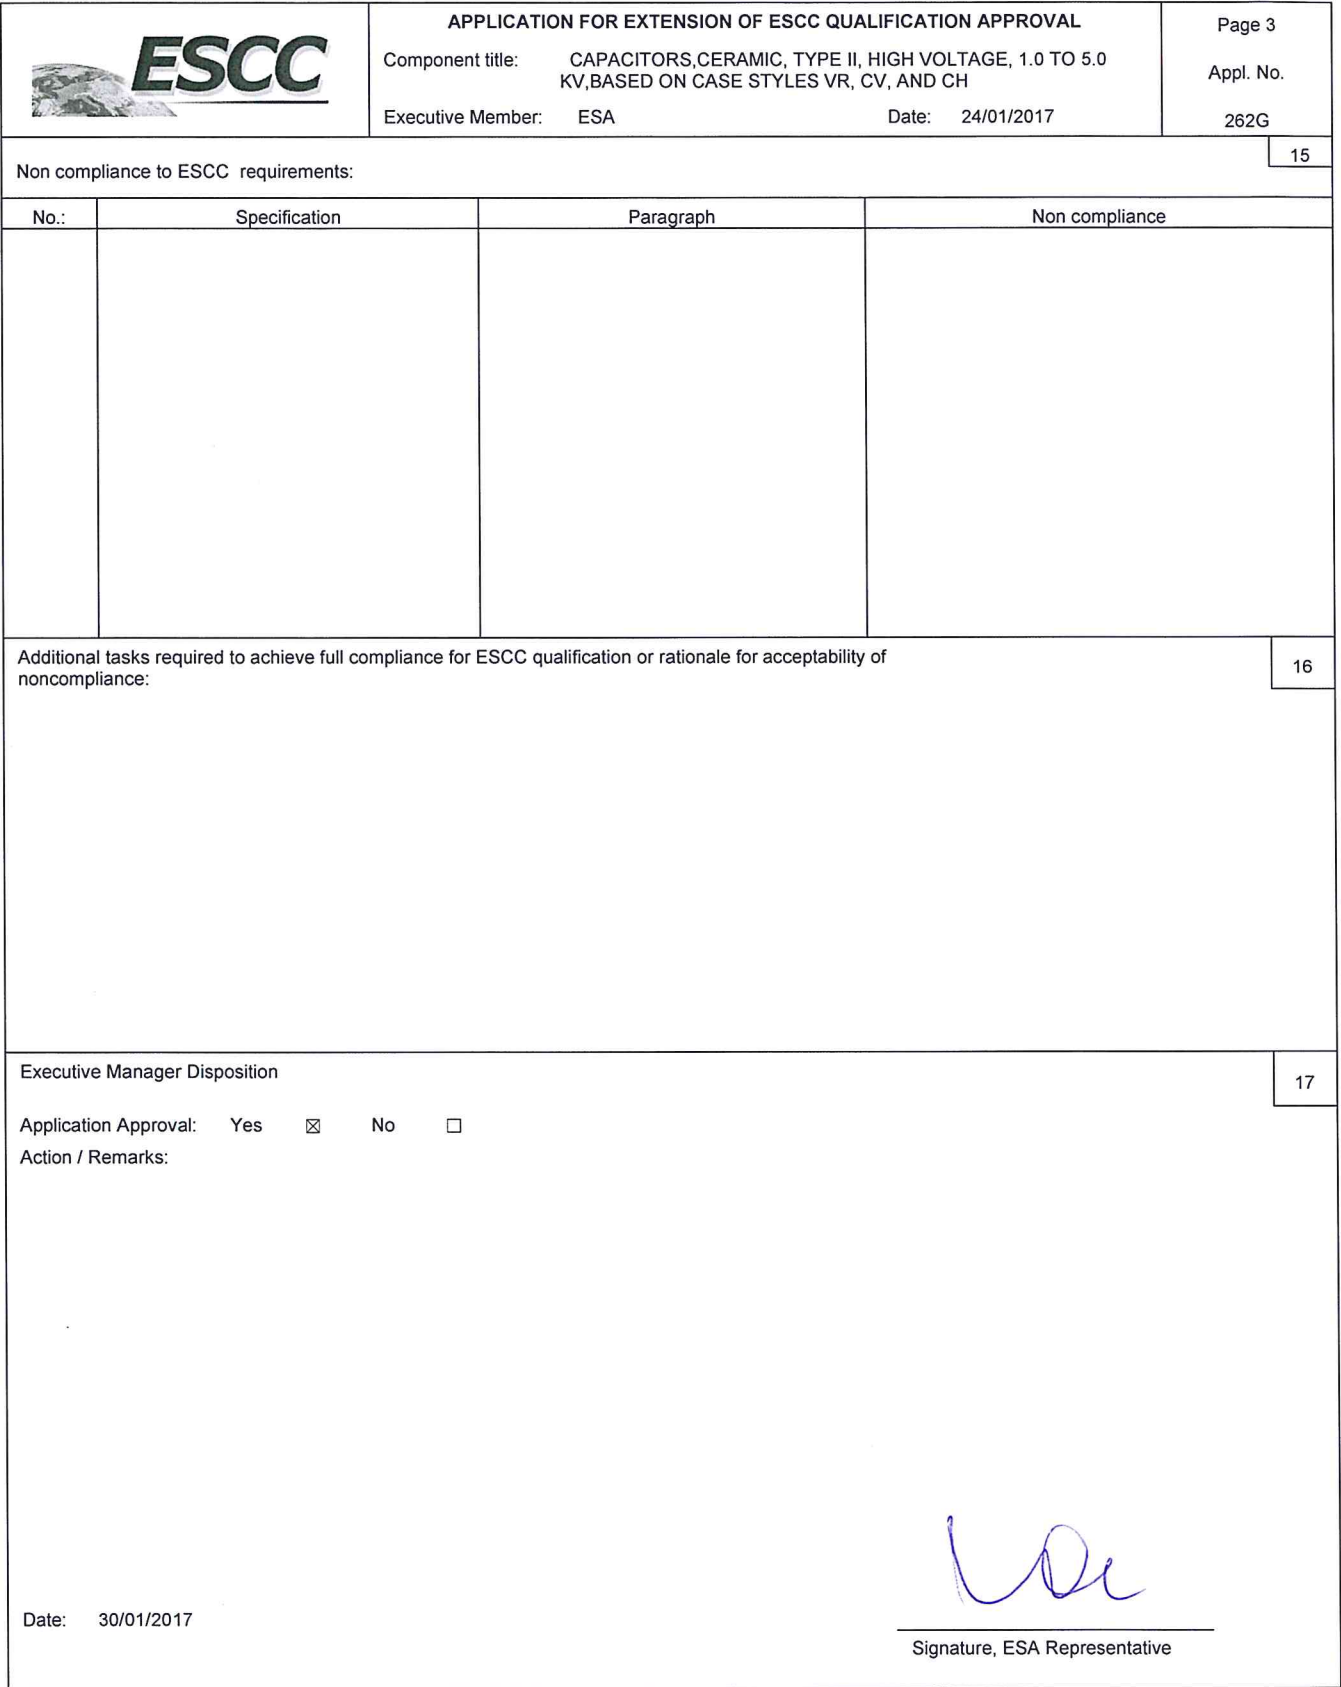 ESCC
APPLICATION FOR EXTENSION OF ESCC QUALIFICATION APPROVAL
Component title: CAPACITORS,CERAMIC, TYPE II, HIGH VOLTAGE, 1.0 TO 5.0
KV,BASED ON CASE STYLES VR, CV, AND CH
Executive Member: ESA Date: 24/01/2017
Page 3
Appl. No.
262G
15
Non compliance to ESCC requirements:
No.: Specification Paragraph Non compliance
Additional tasks required to achieve full compliance for ESCC qualification or rationale for acceptability of
noncompliance:
16
Executive Manager Disposition
17
Application Approval: Yes ☒ No ☐
Action / Remarks:
Date: 30/01/2017
Signature, ESA Representative